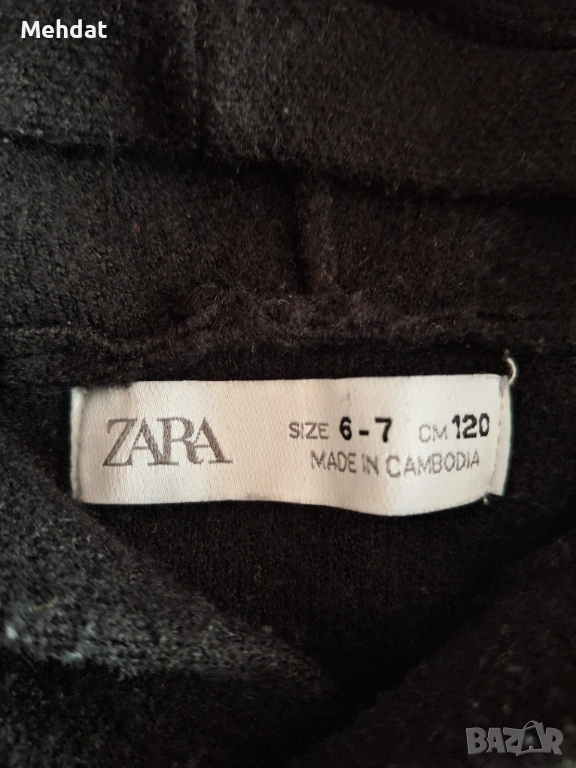 Mehdat
ZARA
SIZE 6-7 CM 120
MADE IN CAMBODIA
BAZAR